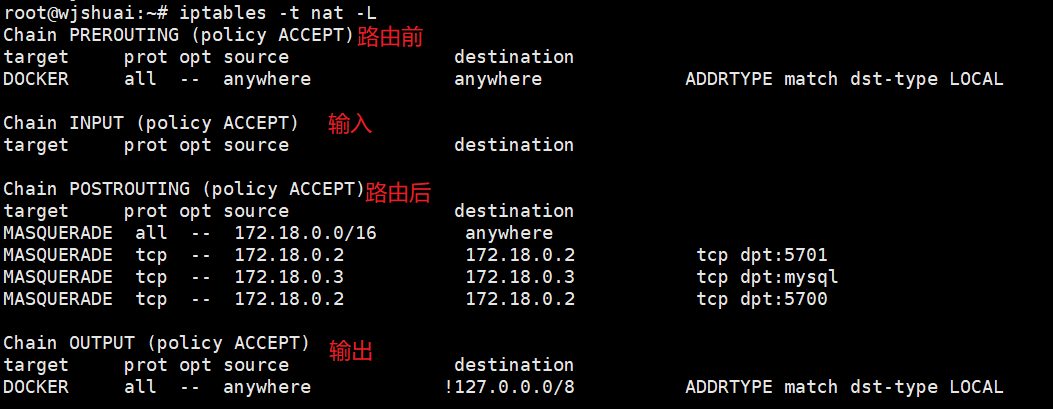 root@wjshuai:~# iptables -t nat -L
Chain PREROUTING (policy ACCEPT)路由前
target     prot opt source               destination
DOCKER     all  --  anywhere             anywhere             ADDRTYPE match dst-type LOCAL
Chain INPUT (policy ACCEPT) 输入
target     prot opt source               destination
Chain POSTROUTING (policy ACCEPT)路由后
target     prot opt source               destination
MASQUERADE  all  --  172.18.0.0/16        anywhere
MASQUERADE  tcp  --  172.18.0.2           172.18.0.2           tcp dpt:5701
MASQUERADE  tcp  --  172.18.0.3           172.18.0.3           tcp dpt:mysql
MASQUERADE  tcp  --  172.18.0.2           172.18.0.2           tcp dpt:5700
Chain OUTPUT (policy ACCEPT) 输出
target     prot opt source               destination
DOCKER     all  --  anywhere            !127.0.0.0/8          ADDRTYPE match dst-type LOCAL